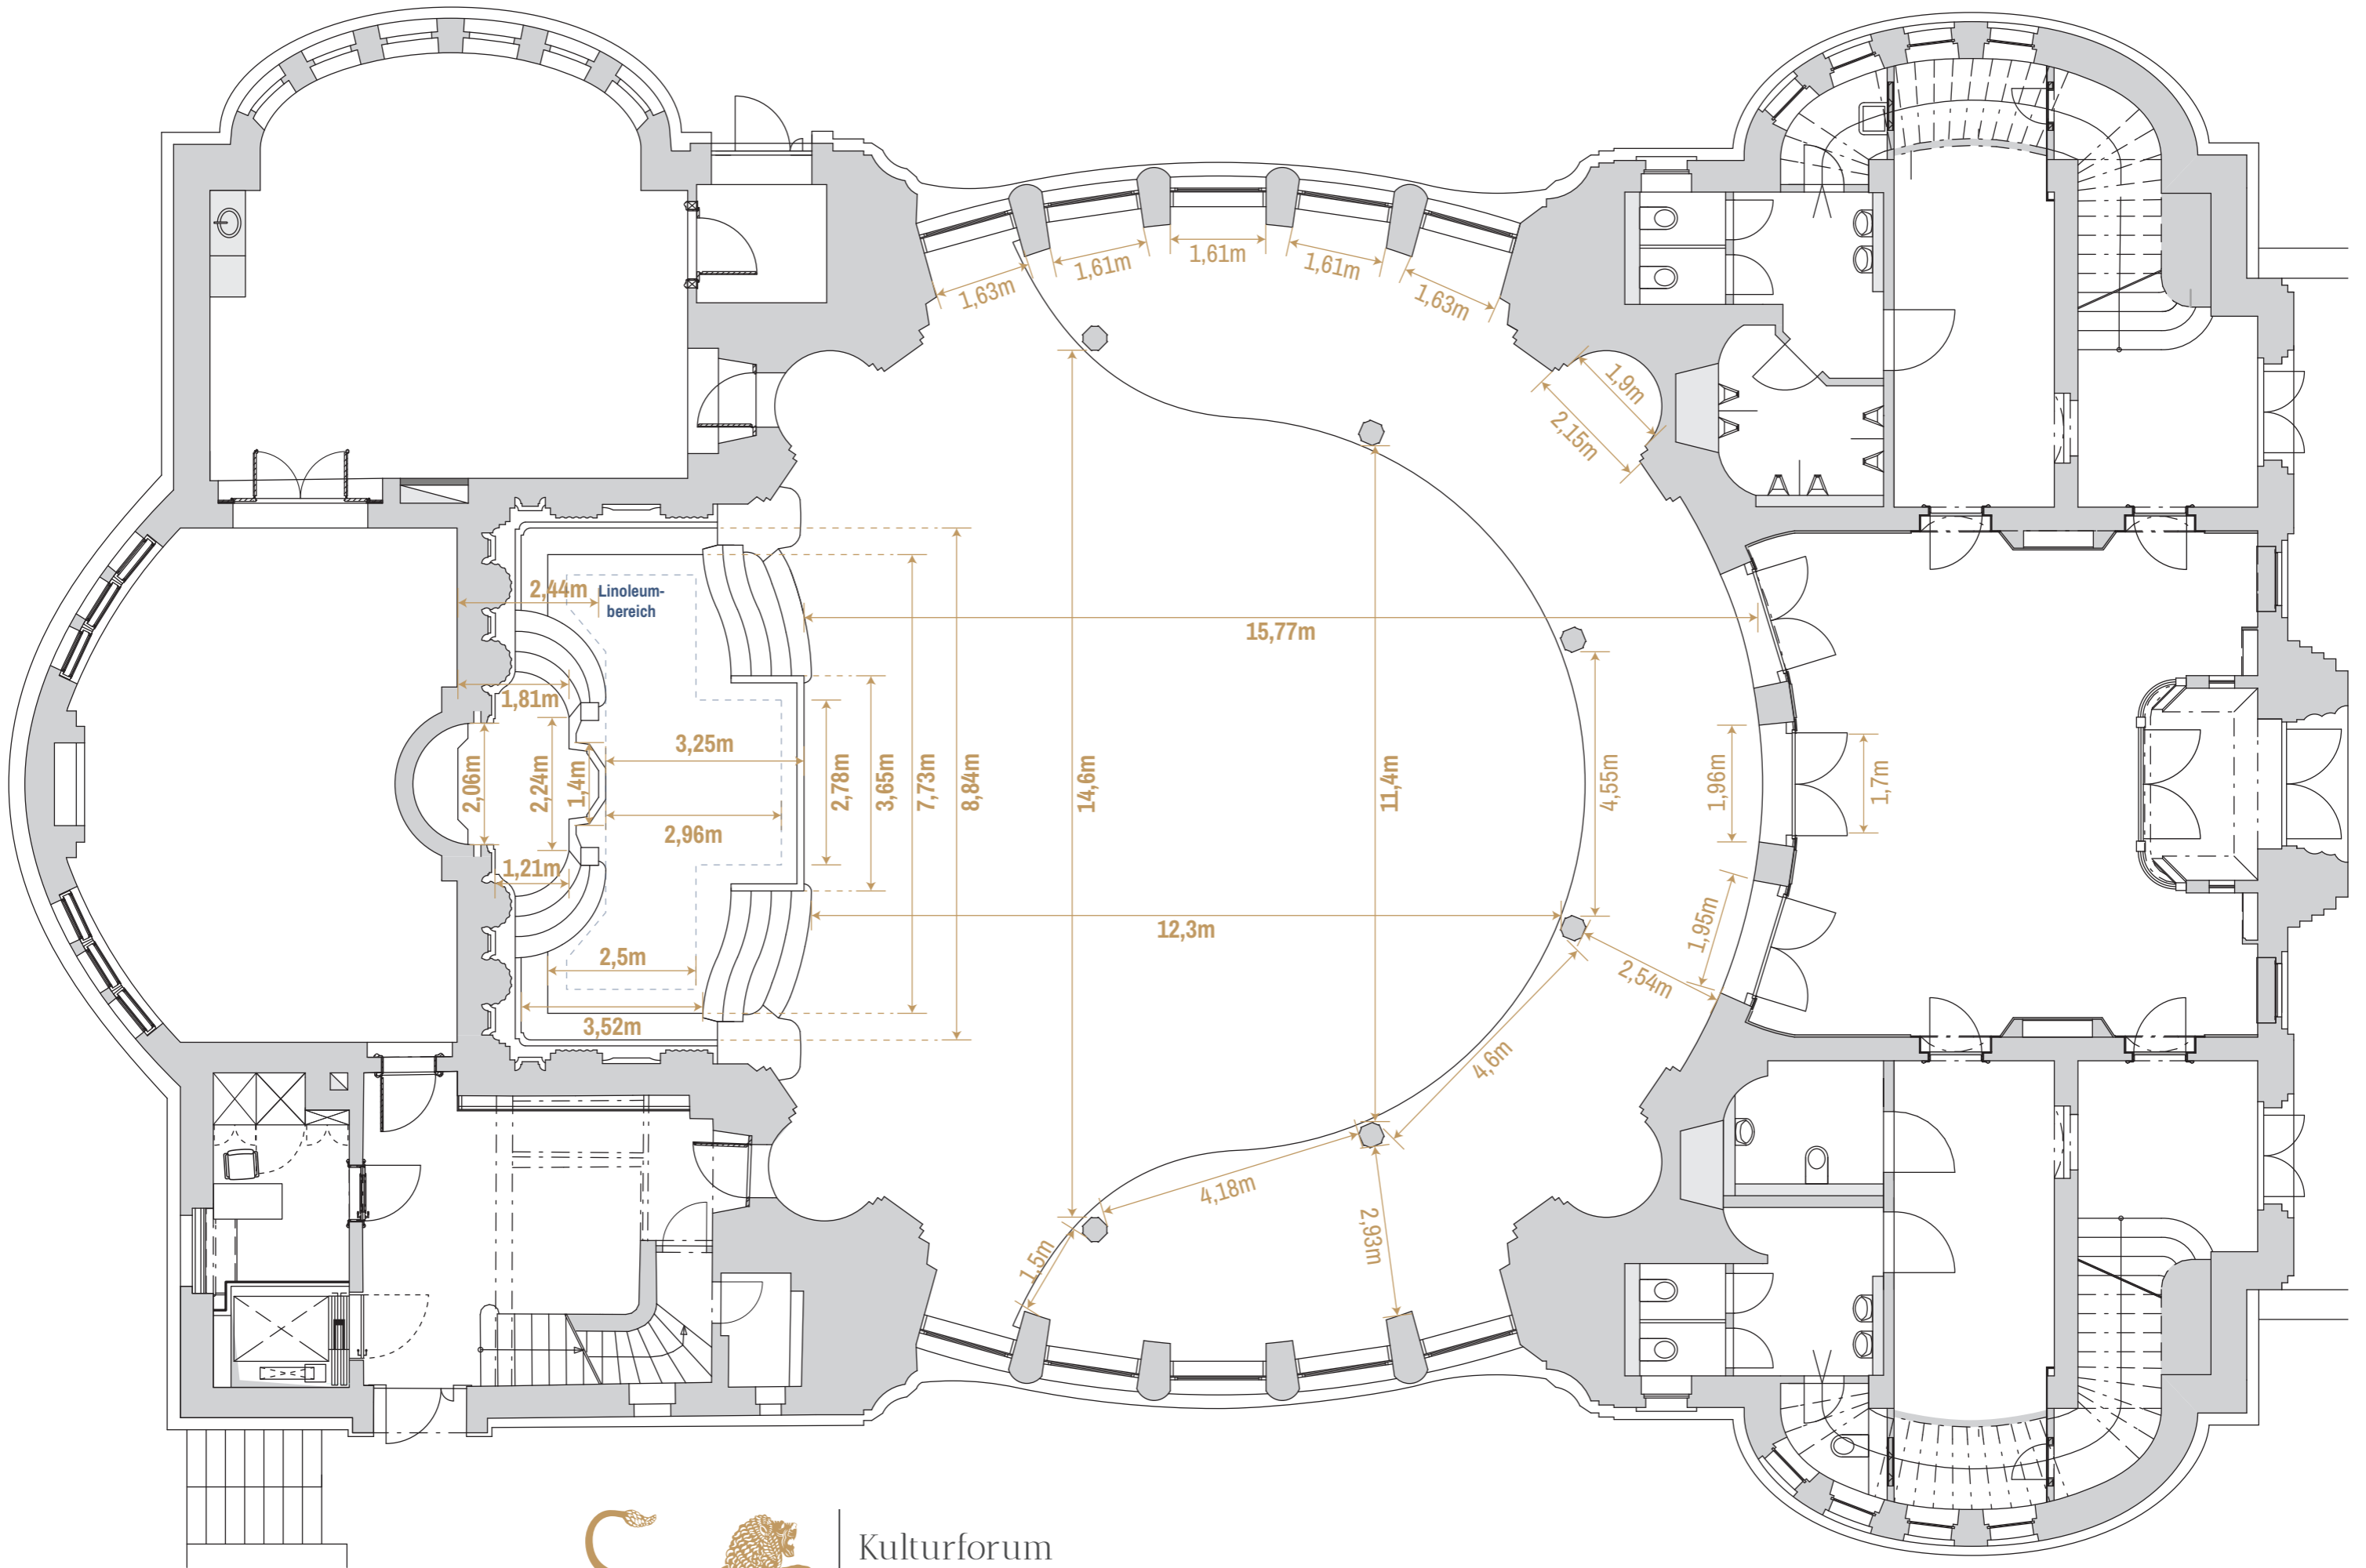 1,63m
1,61m
1,61m
1,61m
1,63m
1,9m
2,15m
2,44m
Linoleum-
bereich
15,77m
1,81m
3,25m
2,06m
2,24m
1,4m
2,78m
3,65m
7,73m
8,84m
14,6m
11,4m
4,55m
1,96m
1,7m
2,96m
1,21m
12,3m
1,95m
2,5m
2,54m
3,52m
4,6m
4,18m
2,93m
1,5m
Kulturforum